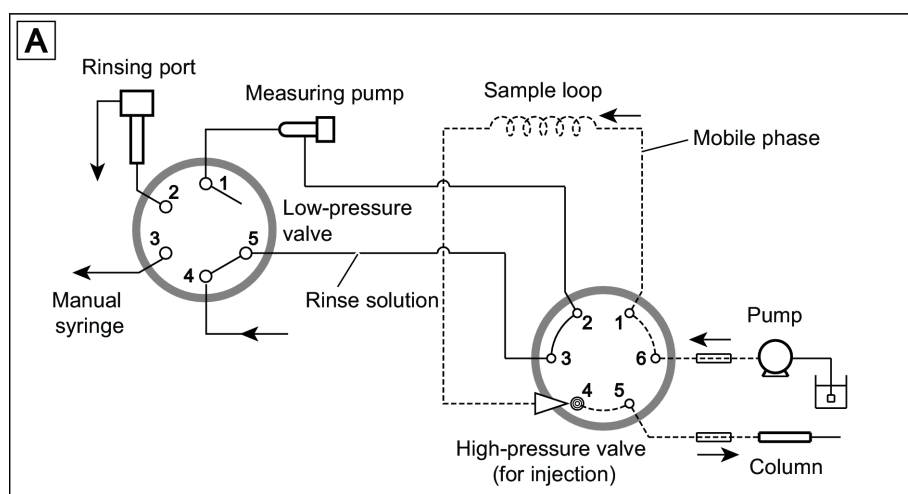 A
Rinsing port
Measuring pump
Sample loop
Mobile phase
1
2
3
4
5
Low-pressure
valve
Manual
syringe
Rinse solution
2
1
3
6
4
5
Pump
High-pressure valve
(for injection)
Column